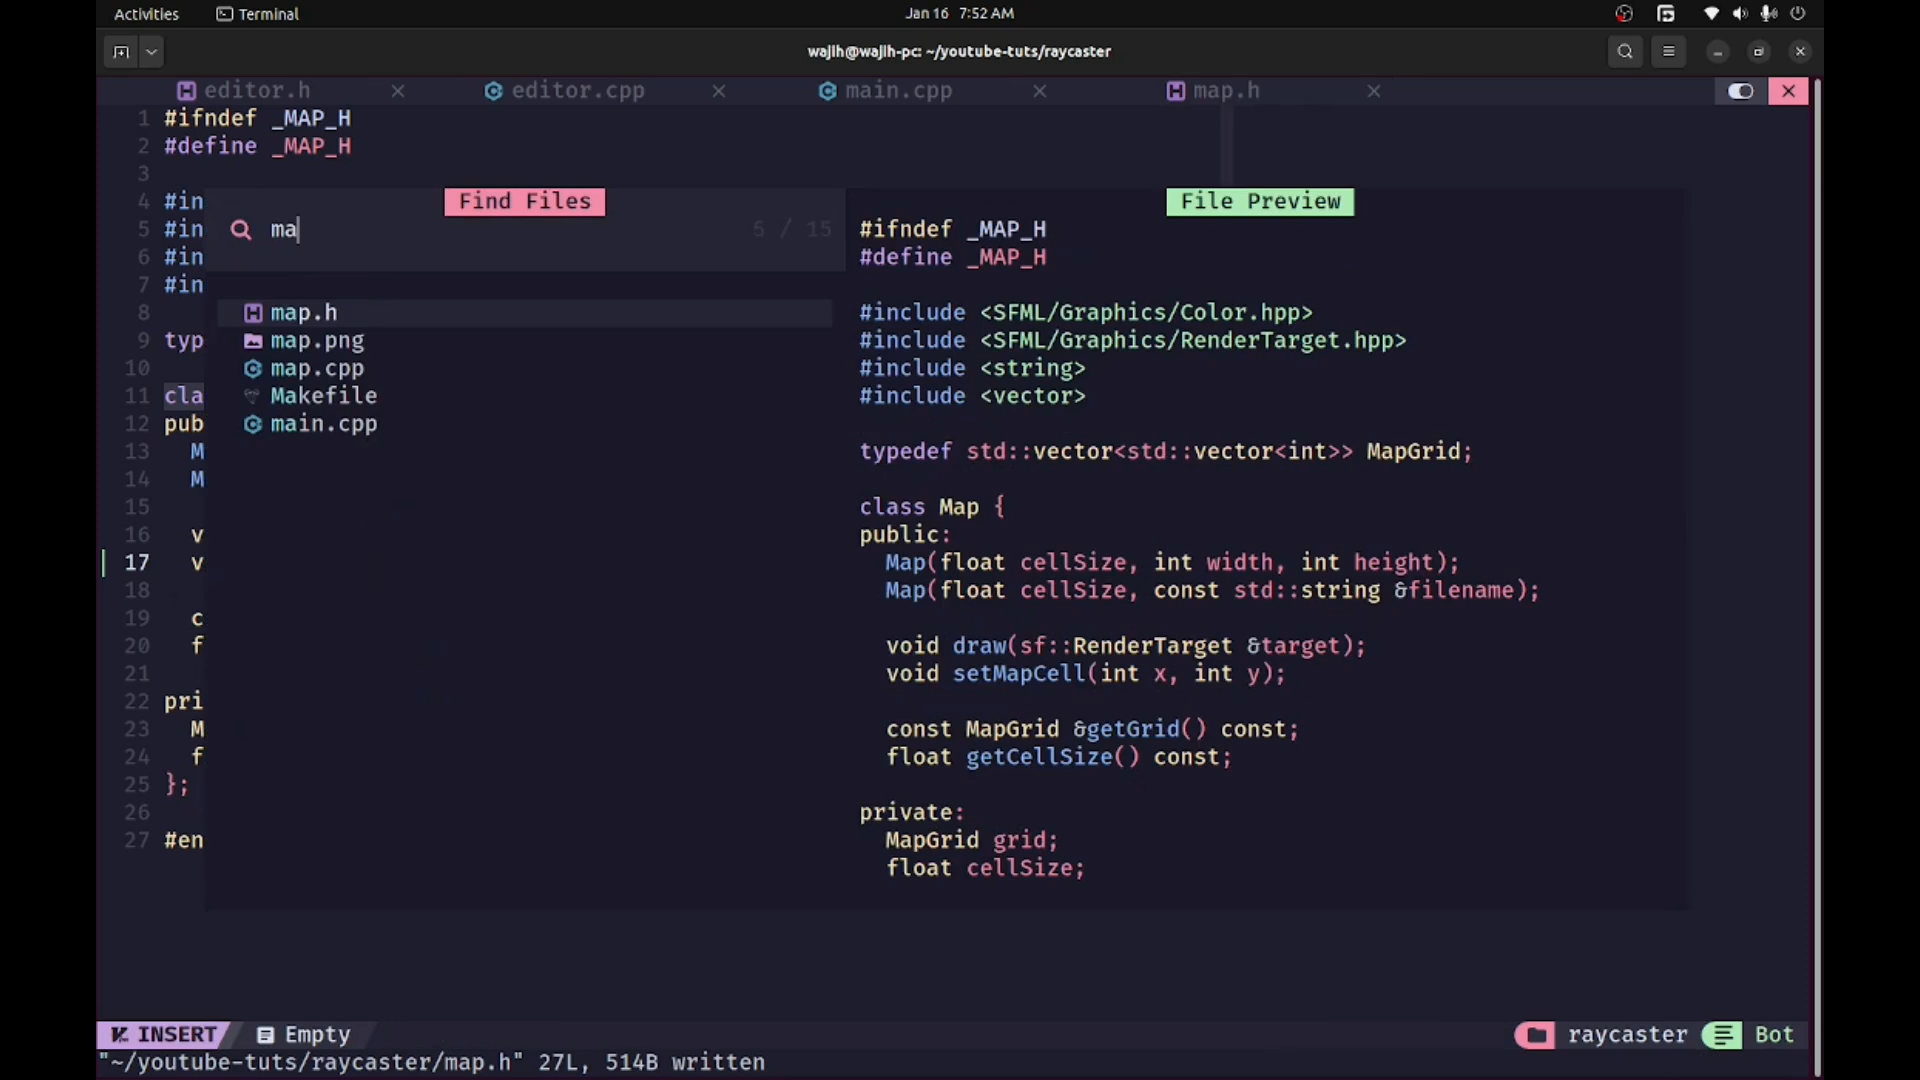 Activities
Terminal
Jan 16 7:52 AM
wajih@wajih-pc: ~/youtube-tuts/raycaster
editor.h
editor.cpp
main.cpp
map.h
1 #ifndef _MAP_H
2 #define _MAP_H
3
4 #in
5 #in
6 #in
7 #in
8
9 typ
10
11 cla
12 pub
13 M
14 M
15
16 v
17 v
18
19 c
20 f
21
22 pri
23 M
24 f
25 };
26
27 #en
Find Files
ma
5 / 15
map.h
map.png
map.cpp
Makefile
main.cpp
File Preview
#ifndef _MAP_H
#define _MAP_H
#include <SFML/Graphics/Color.hpp>
#include <SFML/Graphics/RenderTarget.hpp>
#include <string>
#include <vector>
typedef std::vector<std::vector<int>> MapGrid;
class Map {
public:
Map(float cellSize, int width, int height);
Map(float cellSize, const std::string &filename);
void draw(sf::RenderTarget &target);
void setMapCell(int x, int y);
const MapGrid &getGrid() const;
float getCellSize() const;
private:
MapGrid grid;
float cellSize;
INSERT
Empty
raycaster
Bot
"~/youtube-tuts/raycaster/map.h" 27L, 514B written